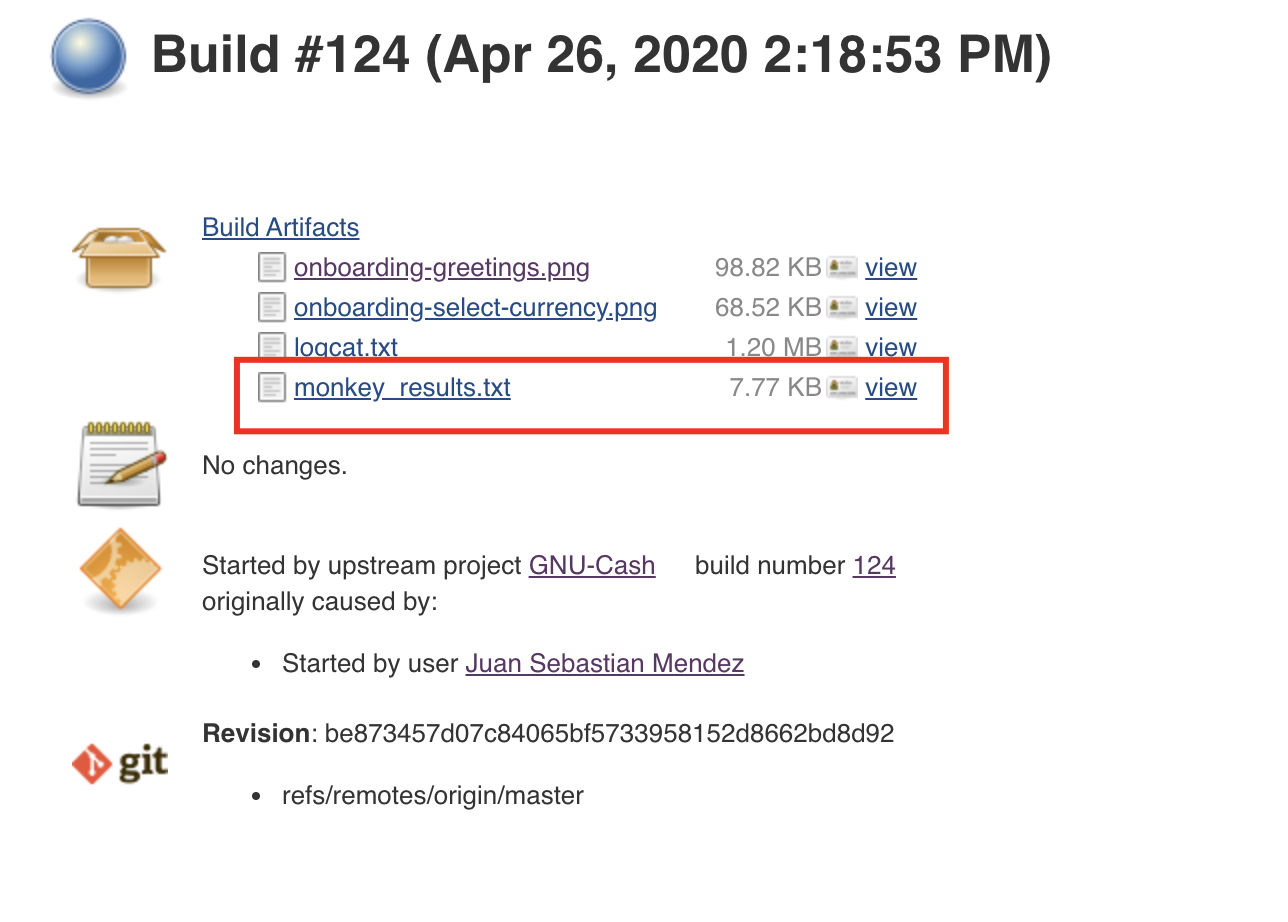 Build #124 (Apr 26, 2020 2:18:53 PM)
Build Artifacts
onboarding-greetings.png 98.82 KB view
onboarding-select-currency.png 68.52 KB view
logcat.txt 1.20 MB view
monkey_results.txt 7.77 KB view
No changes.
Started by upstream project GNU-Cash build number 124
originally caused by:
• Started by user Juan Sebastian Mendez
Revision: be873457d07c84065bf5733958152d8662bd8d92
git
• refs/remotes/origin/master